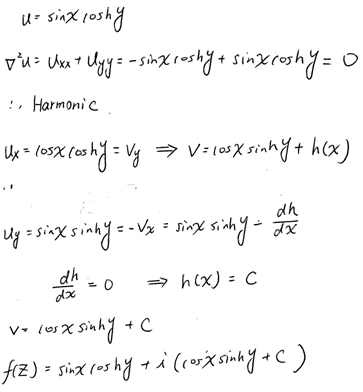 u = sinx coshy
∇²u = Uxx + Uyy = -sinx coshy + sinx coshy = 0
∴ Harmonic
Ux = cosx coshy = Vy ⇒ V = cosx sinhy + h(x)
Uy = sinx sinhy = -Vx = sinx sinhy - dh/dx
dh/dx = 0 ⇒ h(x) = C
V = cosx sinhy + C
f(z) = sinx coshy + i (cosx sinhy + C)